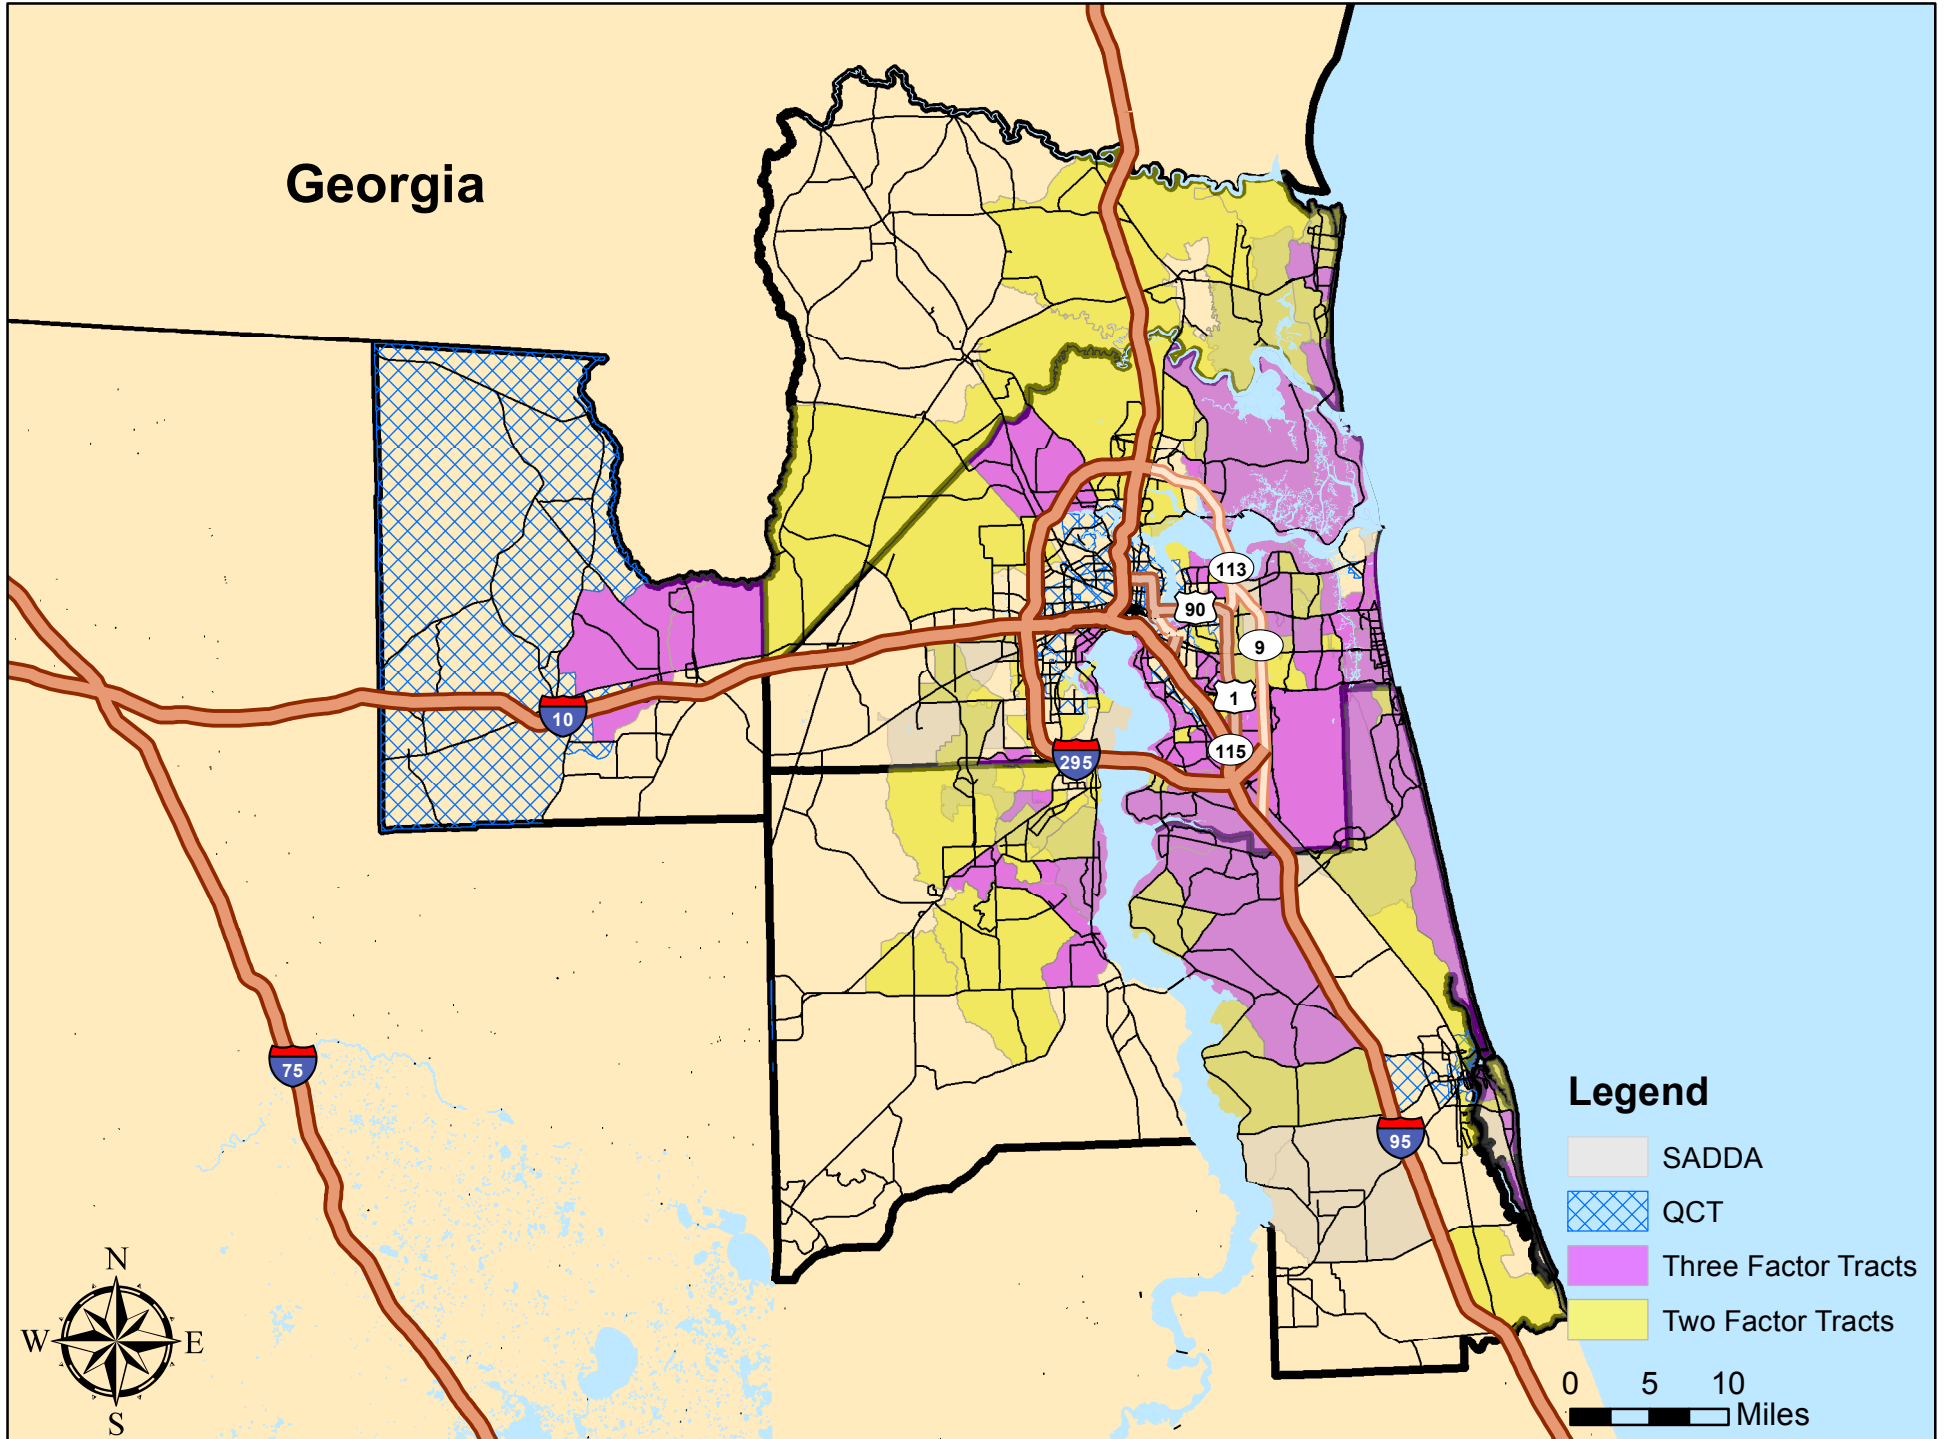 Georgia
113
90
9
1
10
115
295
75
95
Legend
SADDA
QCT
Three Factor Tracts
Two Factor Tracts
0 5 10
Miles
N
W E
S